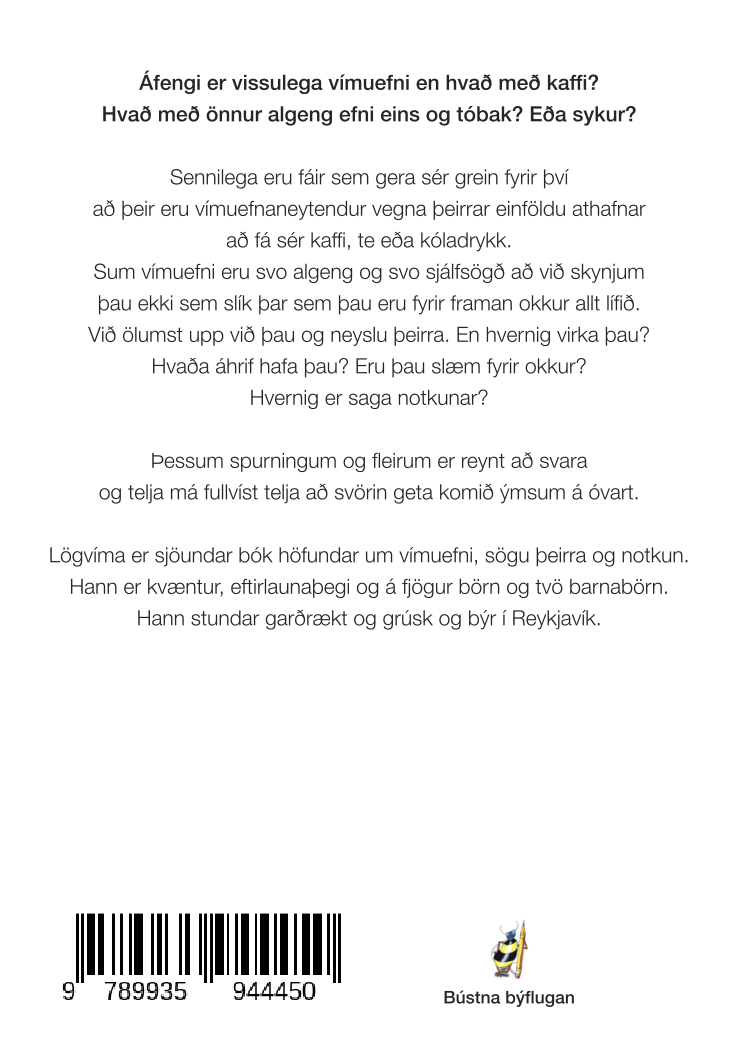 Áfengi er vissulega vímuefni en hvað með kaffi?
Hvað með önnur algeng efni eins og tóbak? Eða sykur?
Sennilega eru fáir sem gera sér grein fyrir því
að þeir eru vímuefnaneytendur vegna þeirrar einföldu athafnar
að fá sér kaffi, te eða kóladrykk.
Sum vímuefni eru svo algeng og svo sjálfsögð að við skynjum
þau ekki sem slík þar sem þau eru fyrir framan okkur allt lífið.
Við ölumst upp við þau og neyslu þeirra. En hvernig virka þau?
Hvaða áhrif hafa þau? Eru þau slæm fyrir okkur?
Hvernig er saga notkunar?
Þessum spurningum og fleirum er reynt að svara
og telja má fullvíst telja að svörin geta komið ýmsum á óvart.
Lögvíma er sjöundar bók höfundar um vímuefni, sögu þeirra og notkun.
Hann er kvæntur, eftirlaunaþegi og á fjögur börn og tvö barnabörn.
Hann stundar garðrækt og grúsk og býr í Reykjavík.
9 789935 944450
Bústna býflugan